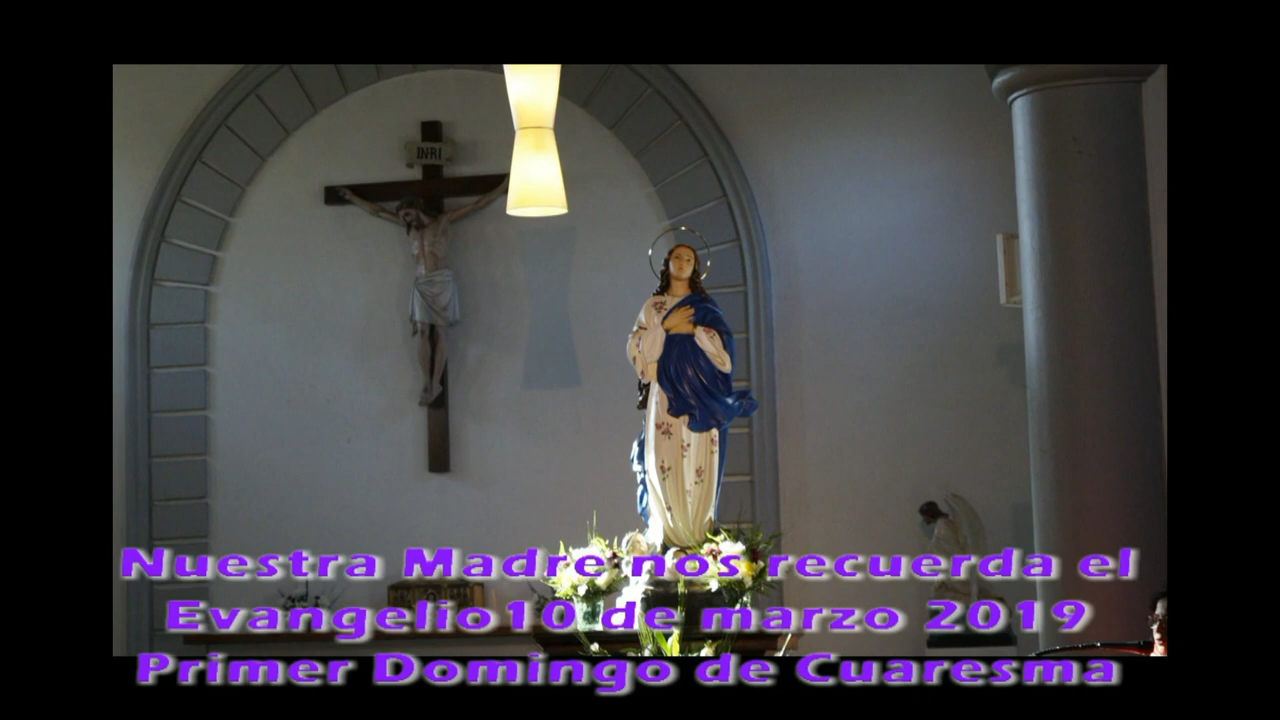 INRI
Nuestra Madre nos recuerda el
Evangelio10 de marzo 2019
Primer Domingo de Cuaresma